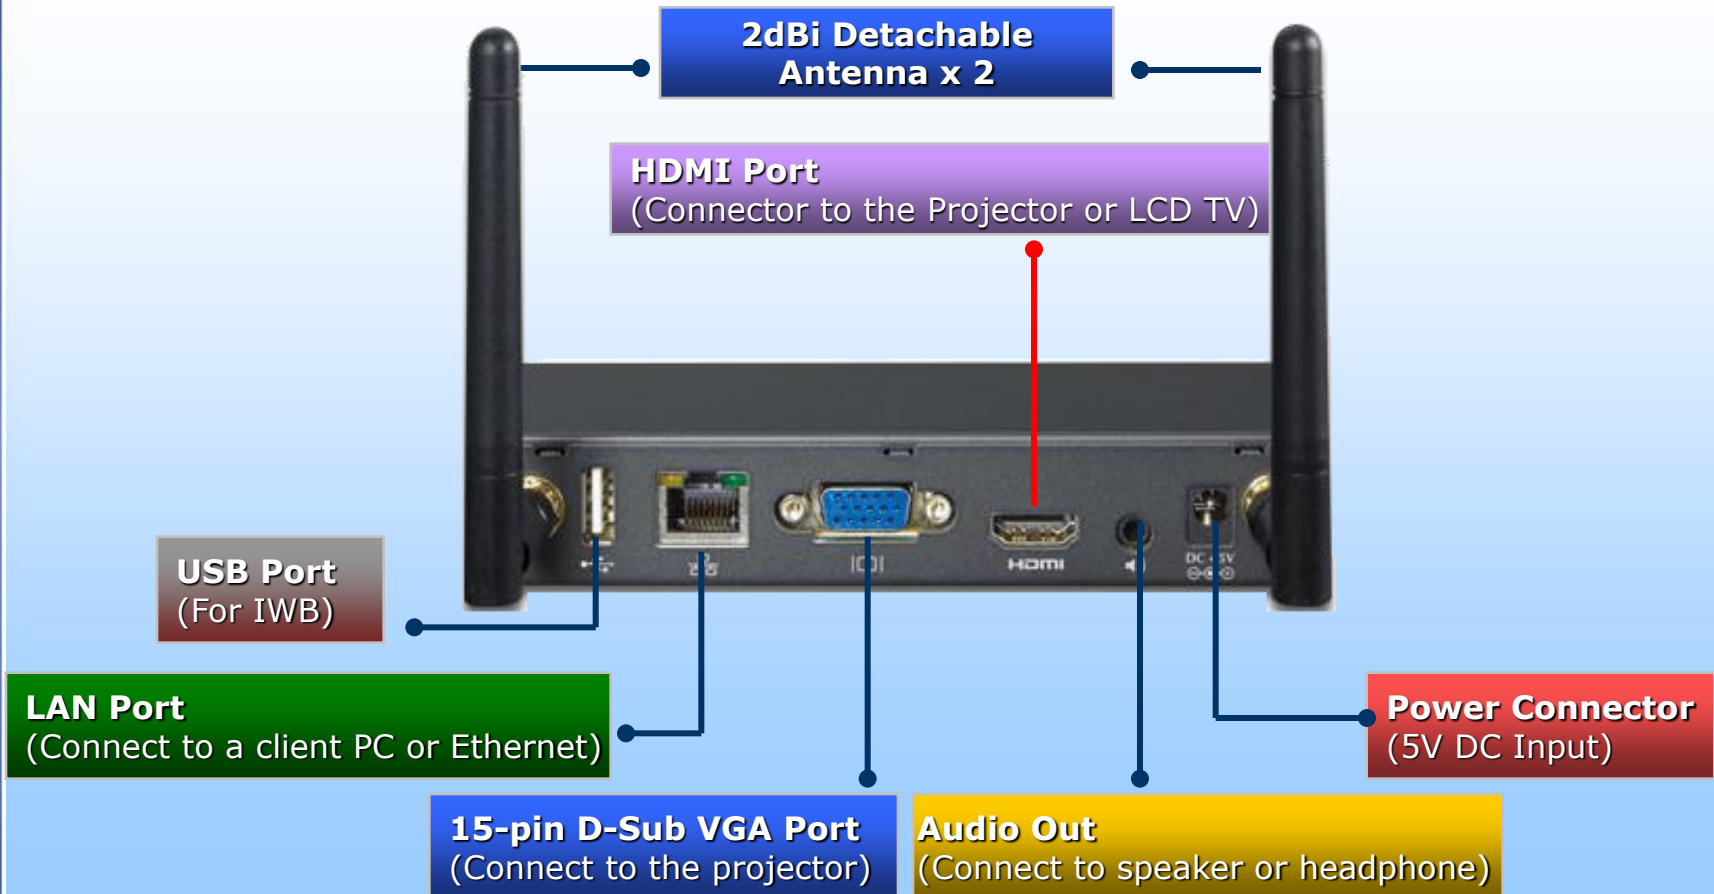 2dBi Detachable
Antenna x 2
HDMI Port
(Connector to the Projector or LCD TV)
HDMI
DC +5V
USB Port
(For IWB)
LAN Port
(Connect to a client PC or Ethernet)
Power Connector
(5V DC Input)
15-pin D-Sub VGA Port
(Connect to the projector)
Audio Out
(Connect to speaker or headphone)